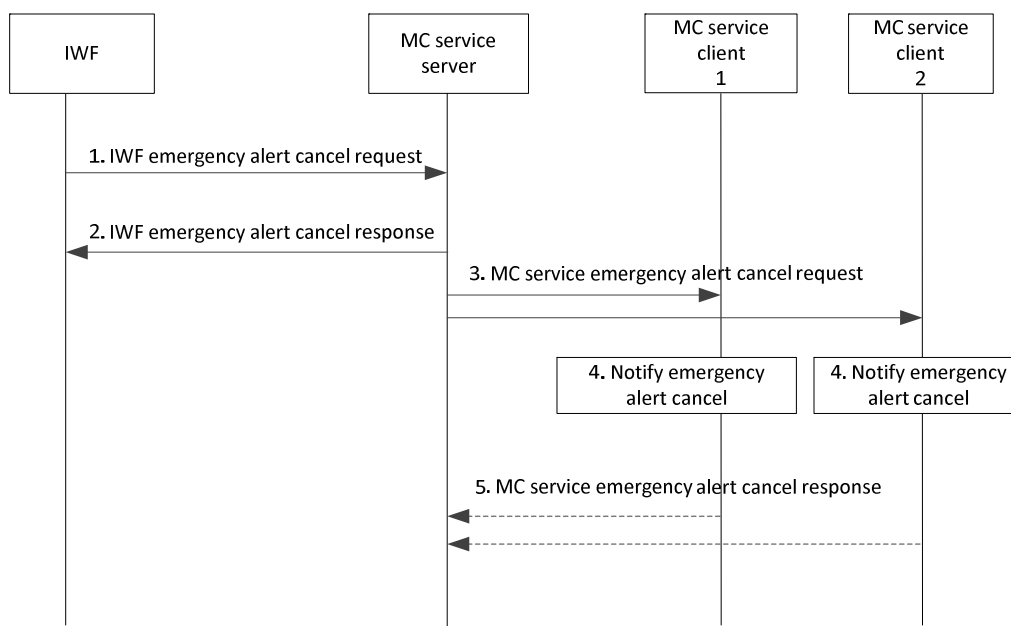 IWF
MC service
server
MC service
client
1
MC service
client
2
1. IWF emergency alert cancel request
2. IWF emergency alert cancel response
3. MC service emergency alert cancel request
4. Notify emergency
alert cancel
4. Notify emergency
alert cancel
5. MC service emergency alert cancel response